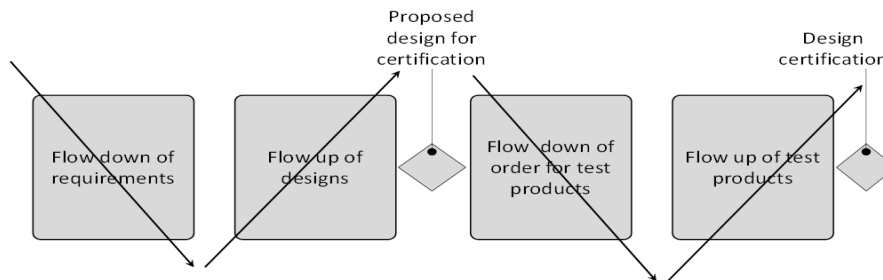 Proposed
design for
certification
Design
certification
Flow down of
requirements
Flow up of
designs
Flow down of
order for test
products
Flow up of test
products